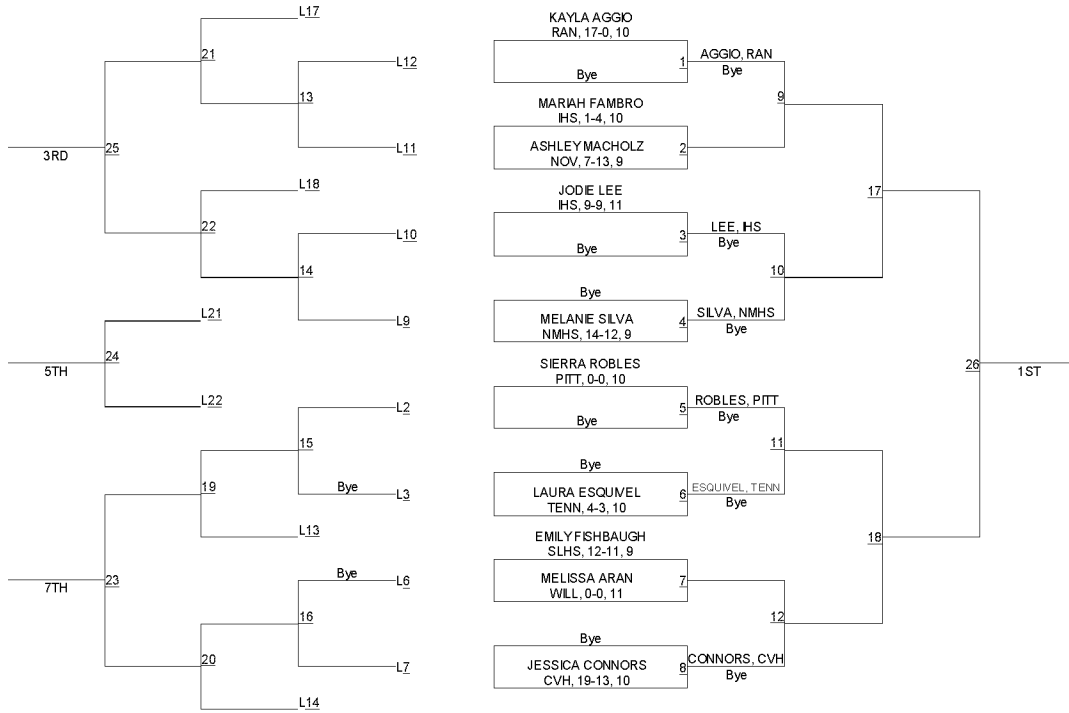 L17
21
L12
13
L11
3RD
25
L18
22
L10
14
L9
L21
24
5TH
L22
L2
15
Bye
L3
19
L13
7TH
23
Bye
L6
16
L7
20
L14
KAYLA AGGIO
RAN, 17-0, 10
Bye
1
AGGIO, RAN
Bye
9
MARIAH FAMBRO
IHS, 1-4, 10
ASHLEY MACHOLZ
NOV, 7-13, 9
2
17
JODIE LEE
IHS, 9-9, 11
Bye
3
LEE, IHS
Bye
10
Bye
MELANIE SILVA
NMHS, 14-12, 9
4
SILVA, NMHS
Bye
26
1ST
SIERRA ROBLES
PITT, 0-0, 10
Bye
5
ROBLES, PITT
Bye
11
Bye
LAURA ESQUIVEL
TENN, 4-3, 10
6
ESQUIVEL, TENN
Bye
18
EMILY FISHBAUGH
SLHS, 12-11, 9
MELISSA ARAN
WILL, 0-0, 11
7
12
Bye
JESSICA CONNORS
CVH, 19-13, 10
8
CONNORS, CVH
Bye